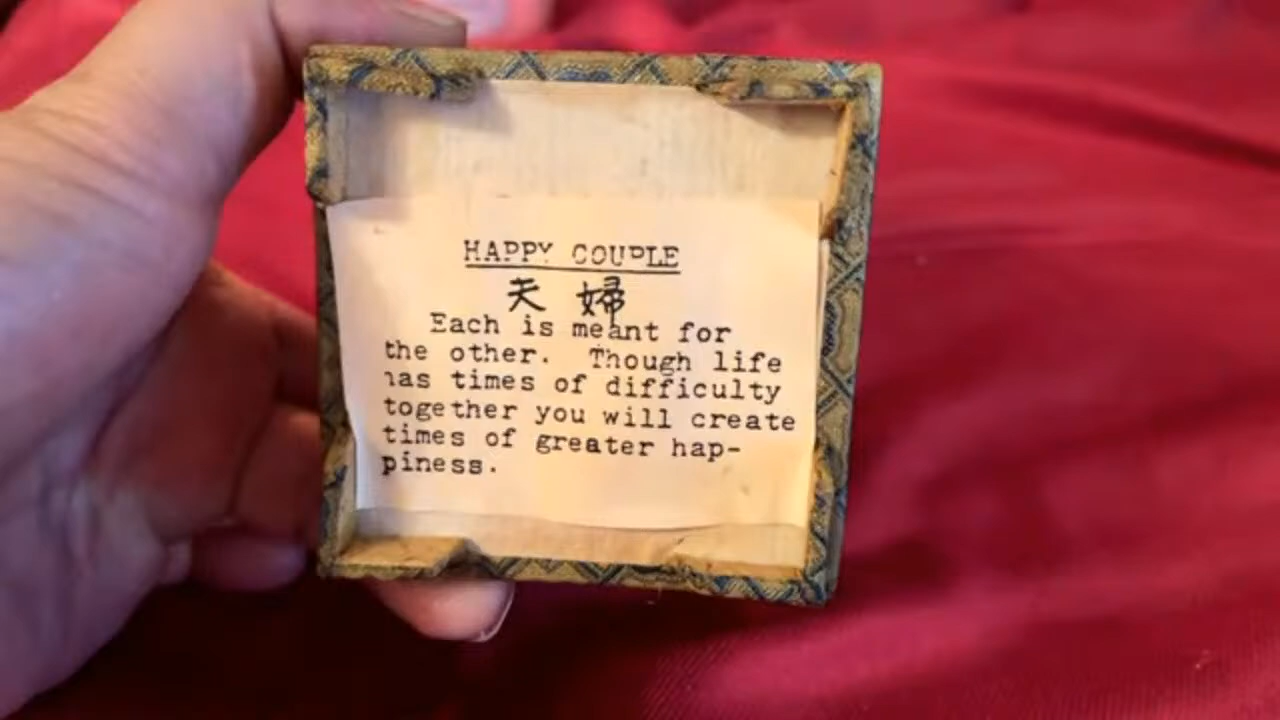 HAPPY COUPLE
夫 婦
Each is meant for
the other. Though life
has times of difficulty
together you will create
times of greater hap-
piness.